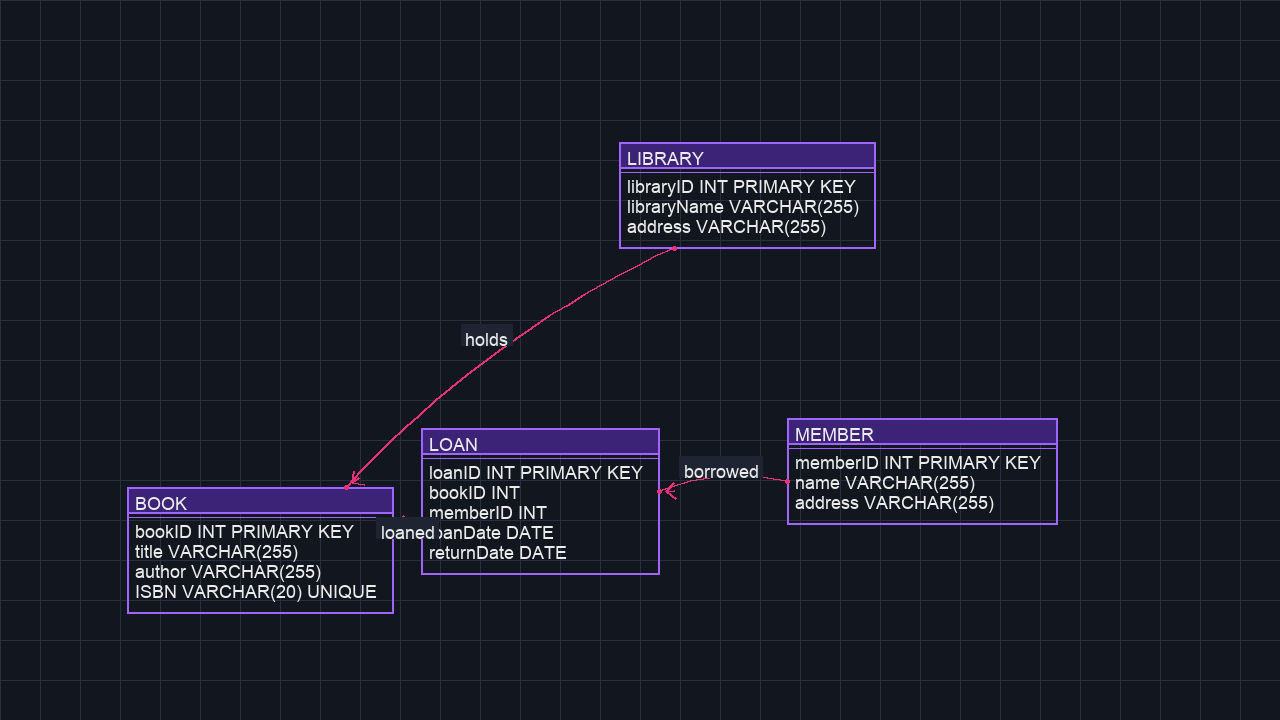 LIBRARY
libraryID INT PRIMARY KEY
libraryName VARCHAR(255)
address VARCHAR(255)
holds
LOAN
loanID INT PRIMARY KEY
bookID INT
memberID INT
DATE
returnDate DATE
borrowed
MEMBER
memberID INT PRIMARY KEY
name VARCHAR(255)
address VARCHAR(255)
BOOK
bookID INT PRIMARY KEY
title VARCHAR(255)
author VARCHAR(255)
ISBN VARCHAR(20) UNIQUE
loaned